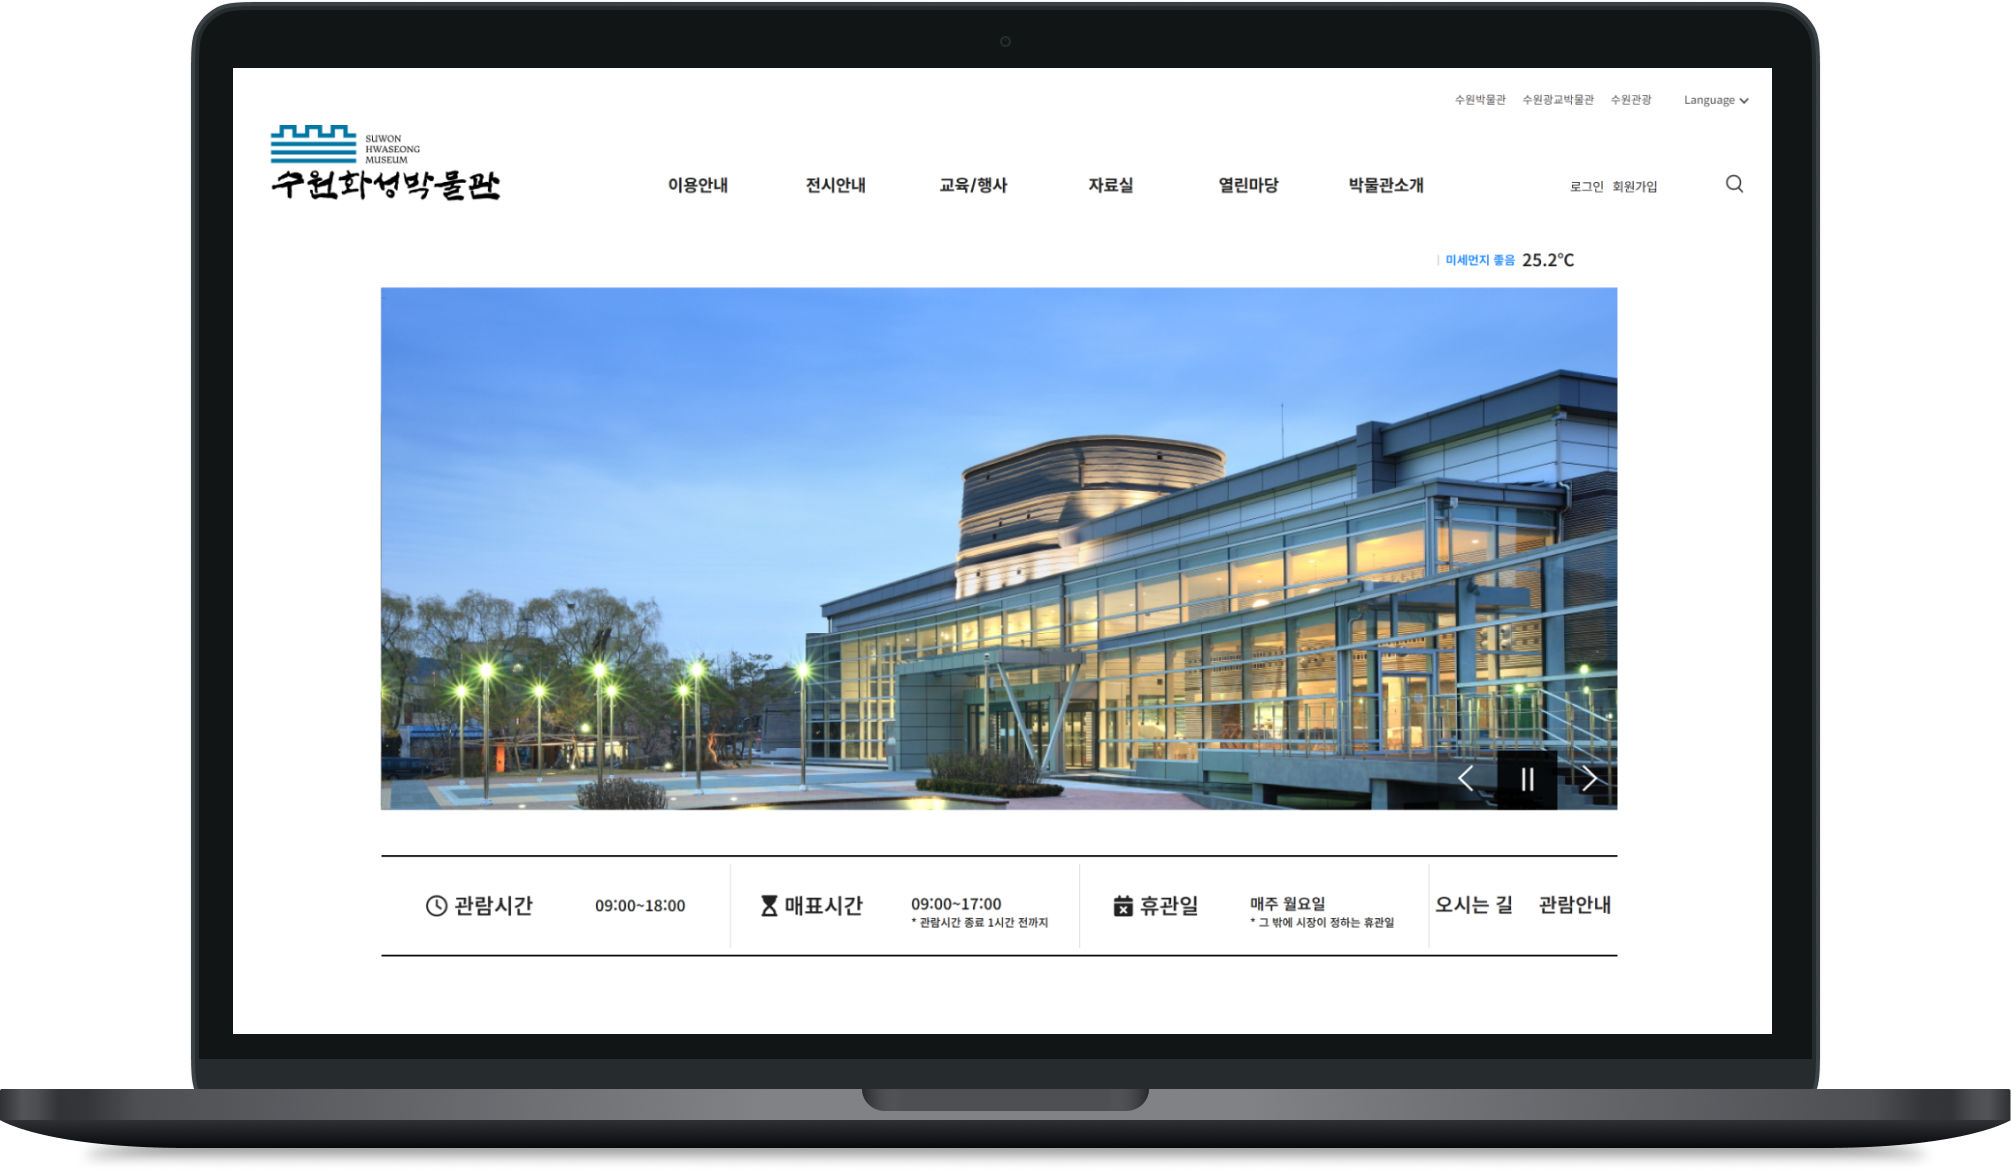 수원박물관 수원광교박물관 수원관광 Language
SUWON
HWASEONG
MUSEUM
수원화성박물관
이용안내 전시안내 교육/행사 자료실 열린마당 박물관소개 로그인 회원가입
미세먼지 좋음 25.2℃
관람시간 09:00~18:00
매표시간 09:00~17:00
* 관람시간 종료 1시간 전까지
휴관일 매주 월요일
* 그 밖에 시장이 정하는 휴관일
오시는 길 관람안내